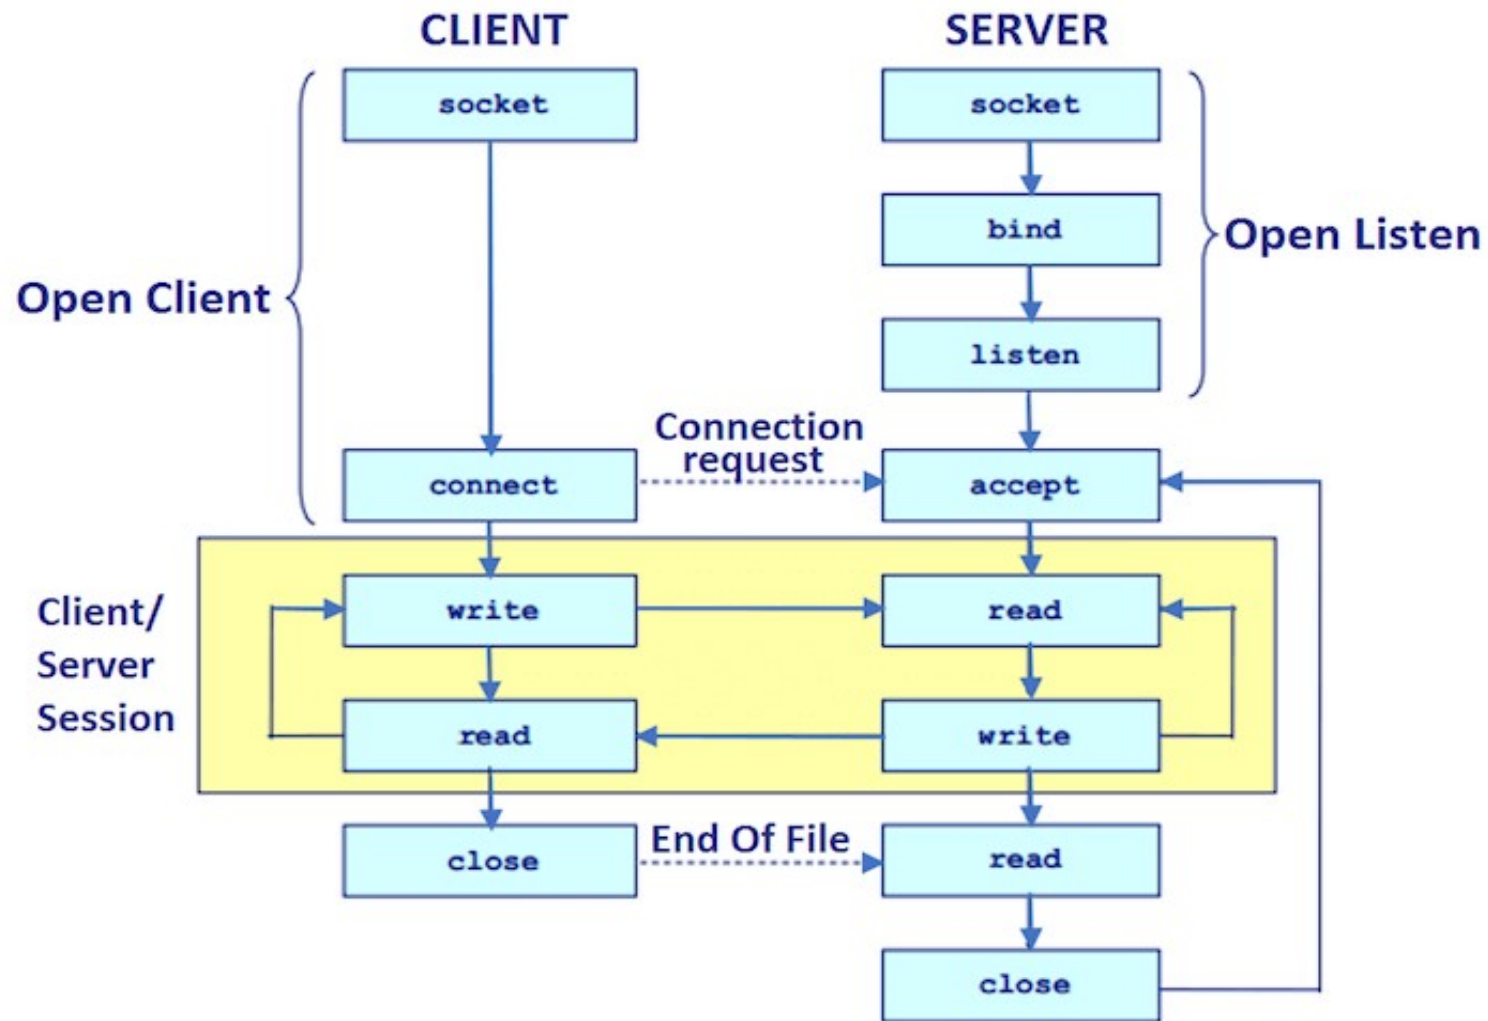 CLIENT
SERVER
socket
socket
bind
Open Listen
Open Client
listen
Connection
request
connect
accept
Client/
Server
Session
write
read
read
write
End Of File
close
read
close